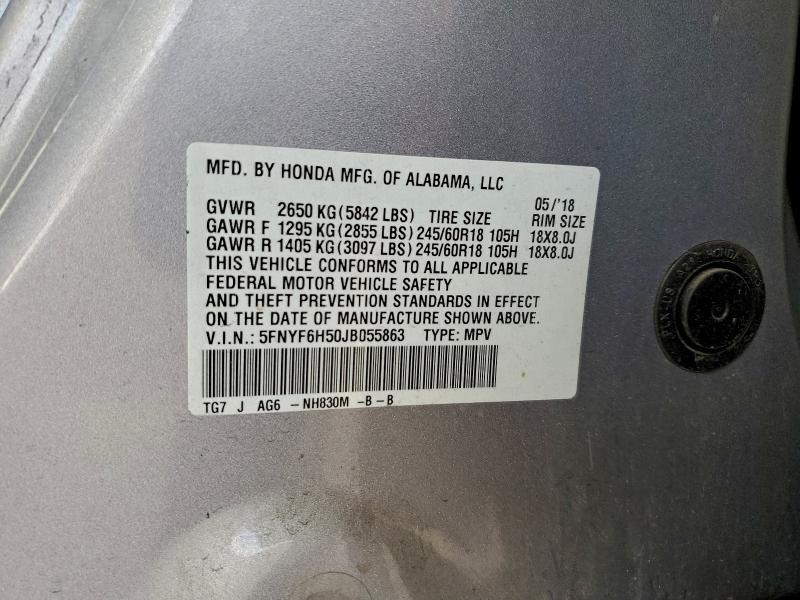 MFD. BY HONDA MFG. OF ALABAMA, LLC
05/'18
GVWR 2650 KG (5842 LBS) TIRE SIZE RIM SIZE
GAWR F 1295 KG (2855 LBS) 245/60R18 105H 18X8.0J
GAWR R 1405 KG (3097 LBS) 245/60R18 105H 18X8.0J
THIS VEHICLE CONFORMS TO ALL APPLICABLE
FEDERAL MOTOR VEHICLE SAFETY
AND THEFT PREVENTION STANDARDS IN EFFECT
ON THE DATE OF MANUFACTURE SHOWN ABOVE.
V.I.N.: 5FNYF6H50JB055863 TYPE: MPV
TG7 J AG6 -NH830M -B-B
HONDA